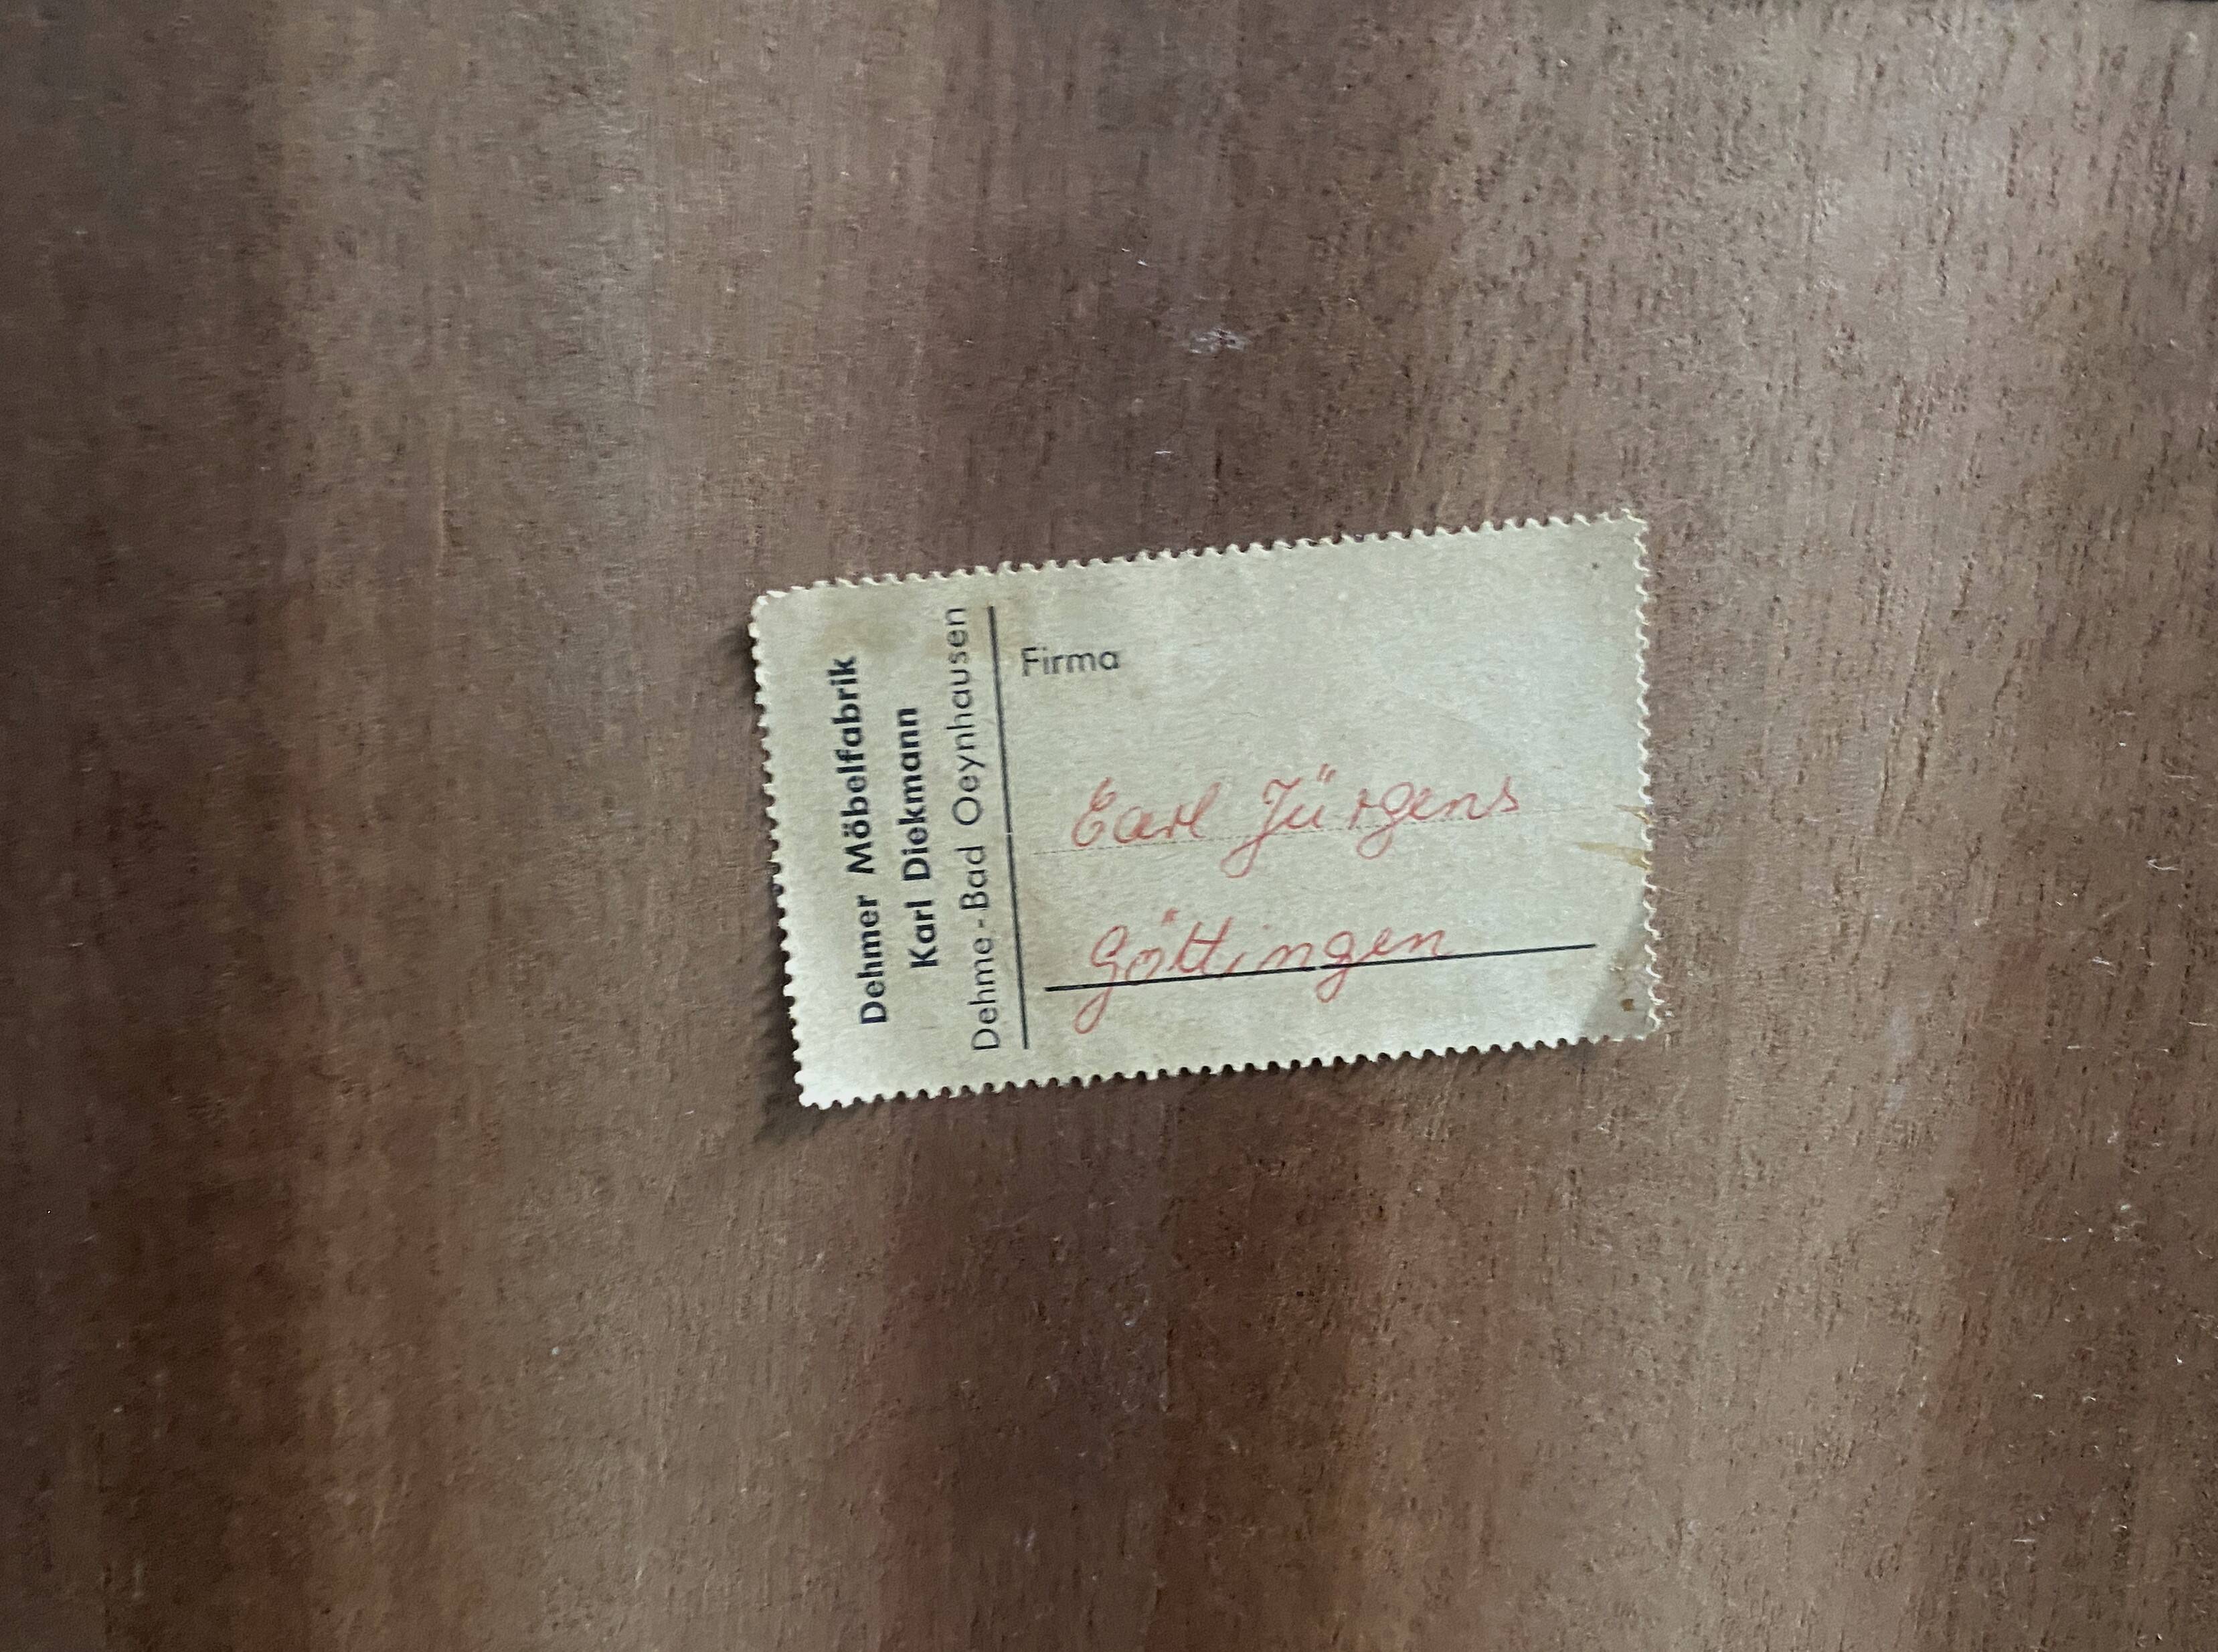 Dehmer Möbelfabrik
Karl Diekmann
Dehme-Bad Oeynhausen
Firma
Carl Jürgens
Göttingen